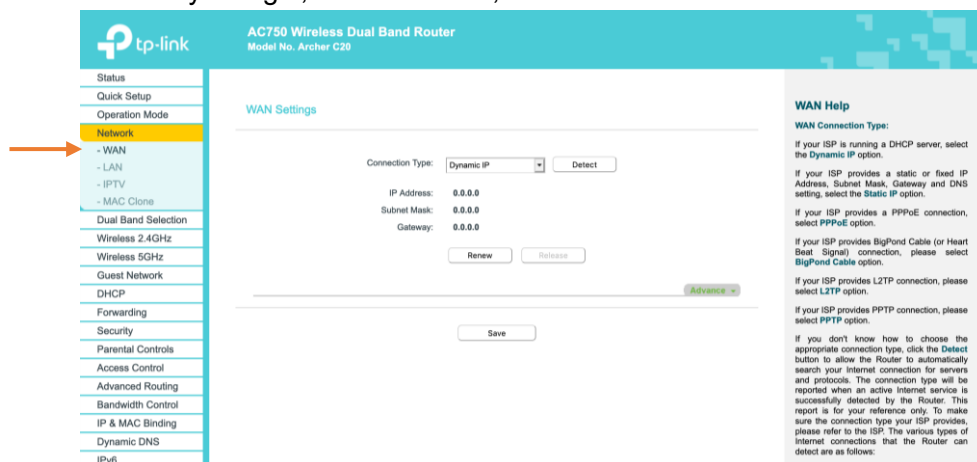 tp-link
AC750 Wireless Dual Band Router
Model No. Archer C20
Status
Quick Setup
Operation Mode
Network
- WAN
- LAN
- IPTV
- MAC Clone
Dual Band Selection
Wireless 2.4GHz
Wireless 5GHz
Guest Network
DHCP
Forwarding
Security
Parental Controls
Access Control
Advanced Routing
Bandwidth Control
IP & MAC Binding
Dynamic DNS
IPv6
WAN Settings
Connection Type: Dynamic IP Detect
IP Address: 0.0.0.0
Subnet Mask: 0.0.0.0
Gateway: 0.0.0.0
Renew Release
Advance
Save
WAN Help
WAN Connection Type:
If your ISP is running a DHCP server, select
the Dynamic IP option.
If your ISP provides a static or fixed IP
Address, Subnet Mask, Gateway and DNS
setting, select the Static IP option.
If your ISP provides a PPPoE connection,
select PPPoE option.
If your ISP provides BigPond Cable (or Heart
Beat Signal) connection, please select
BigPond Cable option.
If your ISP provides L2TP connection, please
select L2TP option.
If your ISP provides PPTP connection, please
select PPTP option.
If you don't know how to choose the
appropriate connection type, click the Detect
button to allow the Router to automatically
search your Internet connection for servers
and protocols. The connection type will be
reported when an active Internet service is
successfully detected by the Router. This
report is for your reference only. To make
sure the connection type your ISP provides,
please refer to the ISP. The various types of
Internet connections that the Router can
detect are as follows: